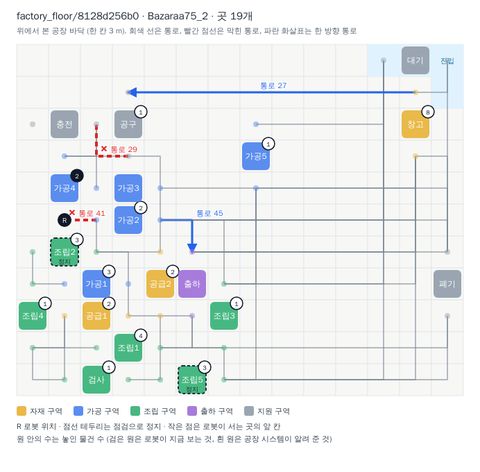 factory_floor/8128d256b0 · Bazaraa75_2 · 곳 19개
위에서 본 공장 바닥 (한 칸 3 m). 회색 선은 통로, 빨간 점선은 막힌 통로, 파란 화살표는 한 방향 통로
대기
진입
통로 27
충전
공구
1
창고
8
✕ 통로 29
가공5
1
가공4
2
가공3
R
✕ 통로 41
가공2
2
통로 45
조립2
정지
3
가공1
3
공급2
2
출하
폐기
조립4
1
공급1
2
조립3
1
조립1
4
검사
1
조립5
정지
3
자재 구역
가공 구역
조립 구역
출하 구역
지원 구역
R 로봇 위치 · 점선 테두리는 점검으로 정지 · 작은 점은 로봇이 서는 곳의 앞 칸
원 안의 수는 놓인 물건 수 (검은 원은 로봇이 지금 보는 것, 흰 원은 공장 시스템이 알려 준 것)